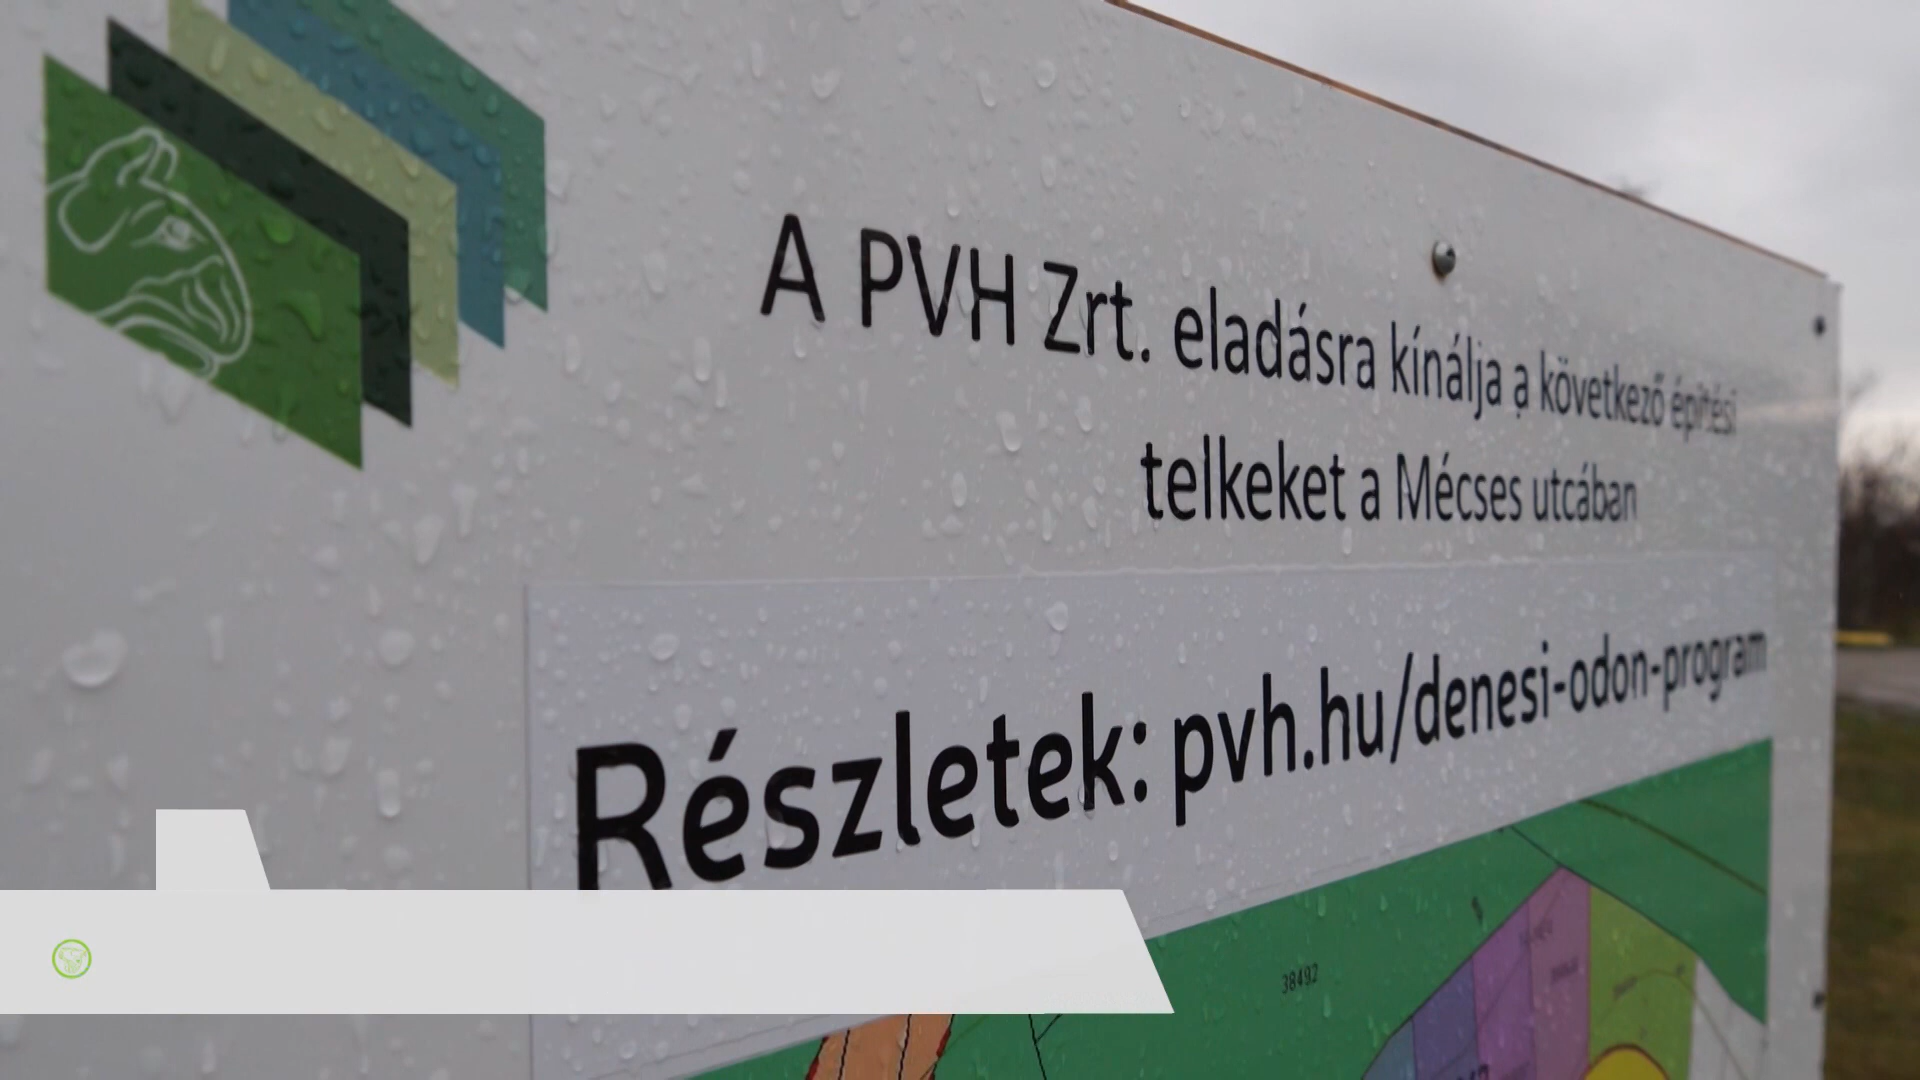 A PVH Zrt. eladásra kínálja a következő építési
telkeket a Mécses utcában
Részletek: pvh.hu/denesi-odon-program
38492